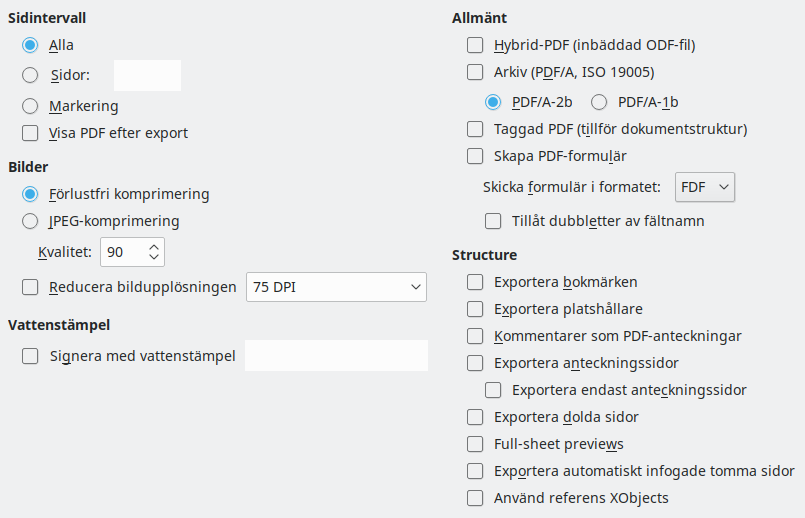 Sidintervall
Alla
Sidor:
Markering
Visa PDF efter export
Bilder
Förlustfri komprimering
JPEG-komprimering
Kvalitet: 90
Reducera bildupplösningen 75 DPI
Vattenstämpel
Signera med vattenstämpel
Allmänt
Hybrid-PDF (inbäddad ODF-fil)
Arkiv (PDF/A, ISO 19005)
PDF/A-2b PDF/A-1b
Taggad PDF (tillför dokumentstruktur)
Skapa PDF-formulär
Skicka formulär i formatet: FDF
Tillåt dubbletter av fältnamn
Structure
Exportera bokmärken
Exportera platshållare
Kommentarer som PDF-anteckningar
Exportera anteckningssidor
Exportera endast anteckningssidor
Exportera dolda sidor
Full-sheet previews
Exportera automatiskt infogade tomma sidor
Använd referens XObjects